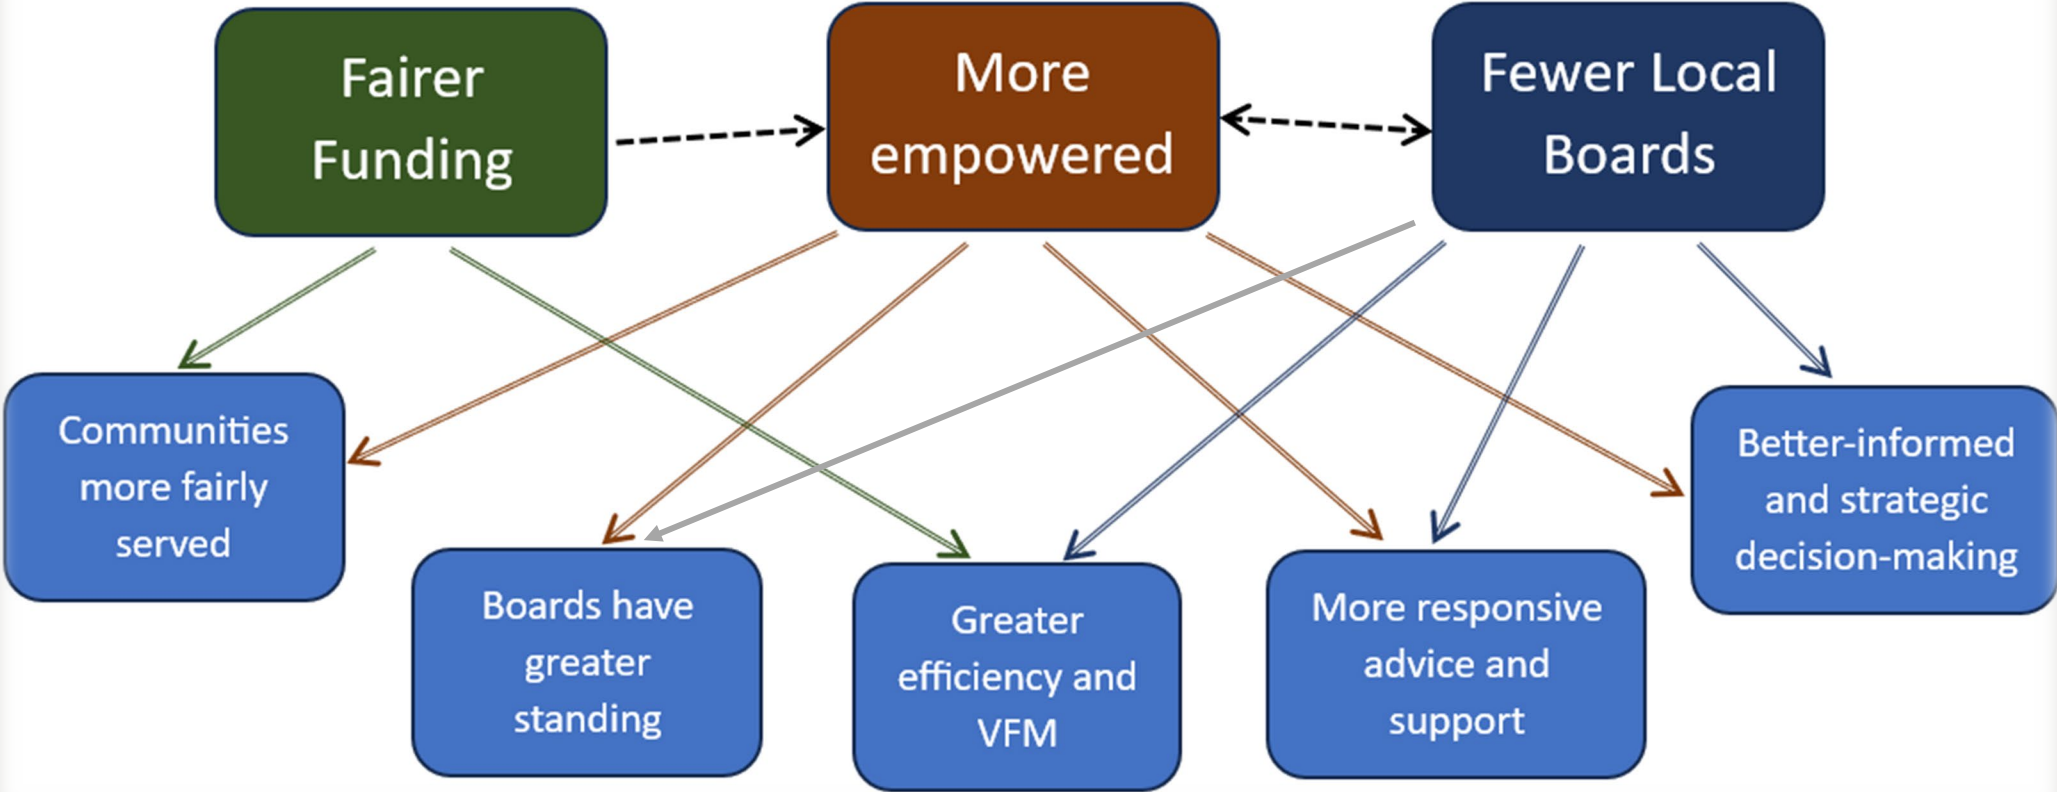 Fairer
Funding
More
empowered
Fewer Local
Boards
Communities
more fairly
served
Boards have
greater
standing
Greater
efficiency and
VFM
More responsive
advice and
support
Better-informed
and strategic
decision-making